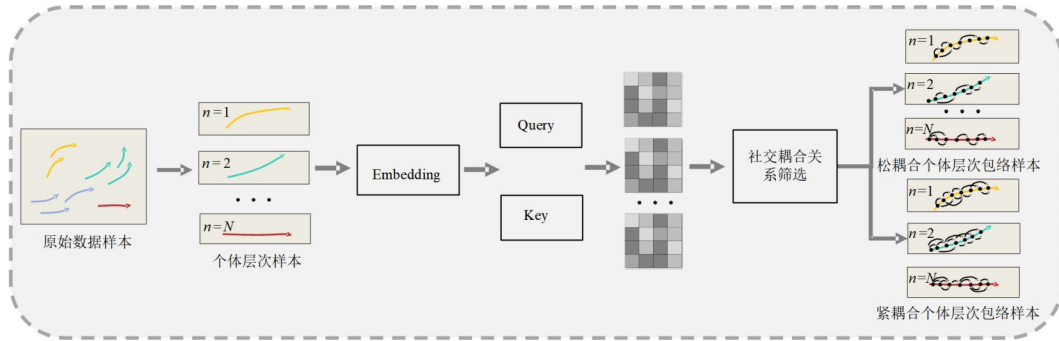 原始数据样本
n=1
n=2
• • •
n=N
个体层次样本
Embedding
Query
Key
• • •
社交耦合关
系筛选
n=1
n=2
• • •
n=N
松耦合个体层次包络样本
n=1
n=2
n=N
紧耦合个体层次包络样本